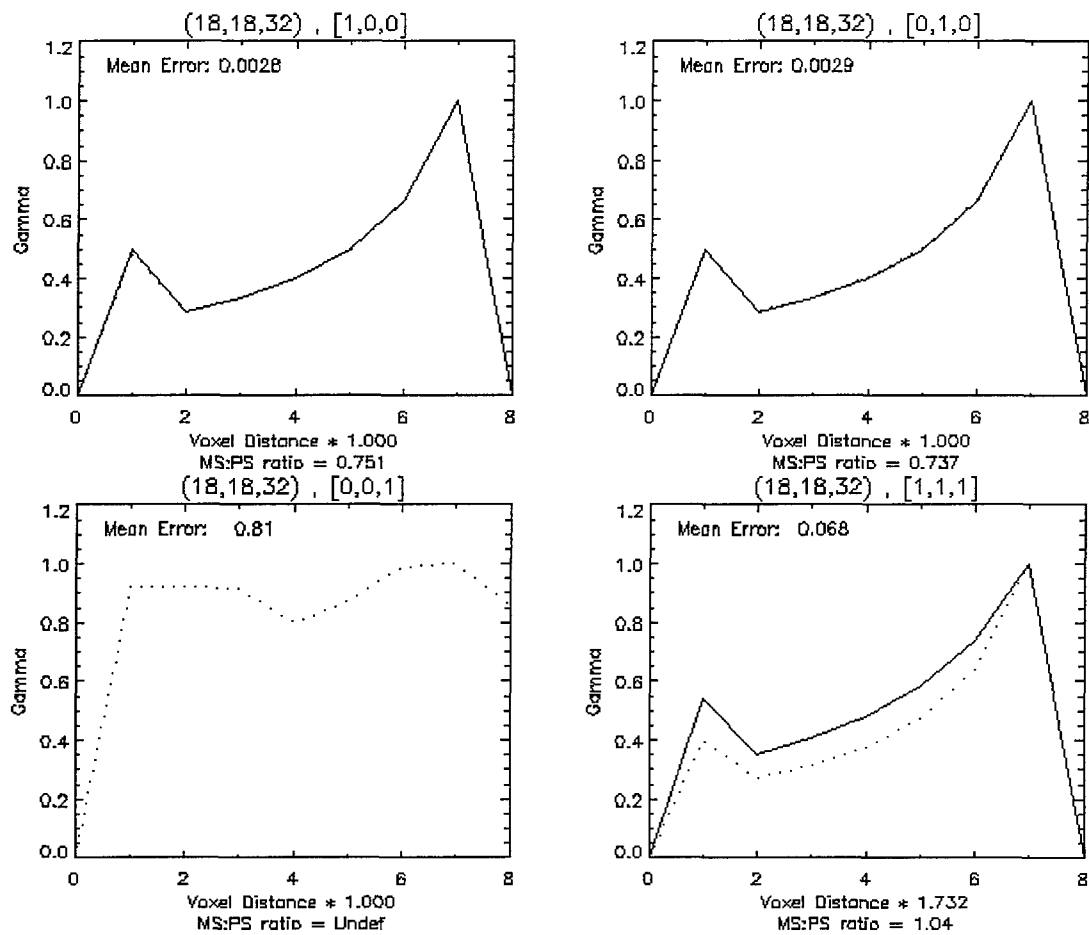 (18,18,32) , [1,0,0]
1.2
Mean Error: 0.0028
1.0
0.8
0.6
0.4
0.2
0.0
Gamma
0 2 4 6 8
Voxel Distance * 1.000
MS:PS ratio = 0.751
(18,18,32) , [0,1,0]
1.2
Mean Error: 0.0029
1.0
0.8
0.6
0.4
0.2
0.0
Gamma
0 2 4 6 8
Voxel Distance * 1.000
MS:PS ratio = 0.737
(18,18,32) , [0,0,1]
1.2
Mean Error: 0.81
1.0
0.8
0.6
0.4
0.2
0.0
Gamma
0 2 4 6 8
Voxel Distance * 1.000
MS:PS ratio = Undef
(18,18,32) , [1,1,1]
1.2
Mean Error: 0.068
1.0
0.8
0.6
0.4
0.2
0.0
Gamma
0 2 4 6 8
Voxel Distance * 1.732
MS:PS ratio = 1.04